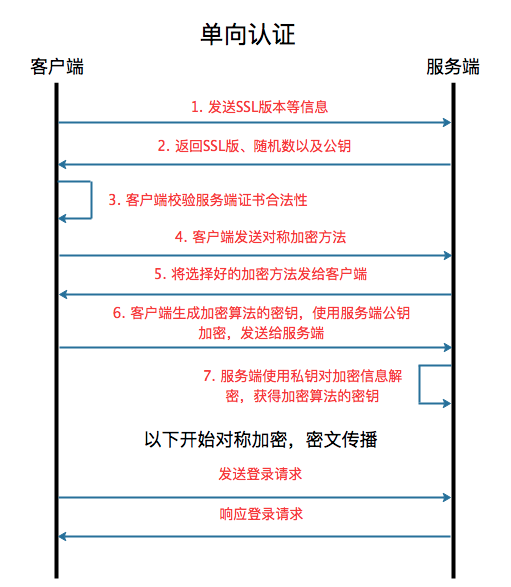 单向认证
客户端
服务端
1. 发送SSL版本等信息
2. 返回SSL版、随机数以及公钥
3. 客户端校验服务端证书合法性
4. 客户端发送对称加密方法
5. 将选择好的加密方法发给客户端
6. 客户端生成加密算法的密钥，使用服务端公钥
加密，发送给服务端
7. 服务端使用私钥对加密信息解
密，获得加密算法的密钥
以下开始对称加密，密文传播
发送登录请求
响应登录请求